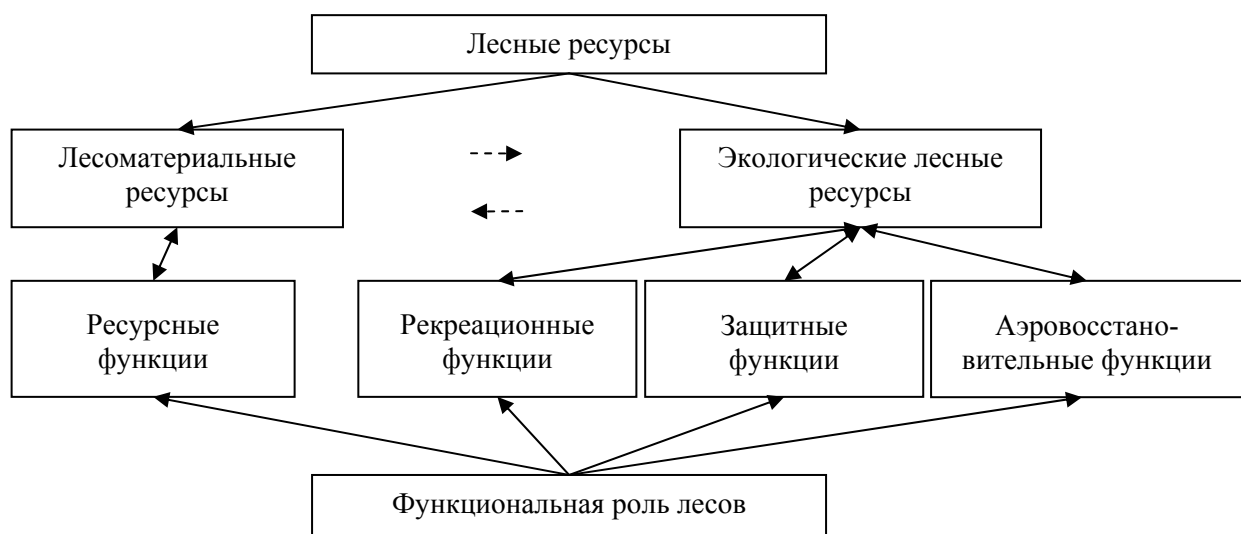 Лесные ресурсы
Лесоматериальные
ресурсы
Экологические лесные
ресурсы
Ресурсные
функции
Рекреационные
функции
Защитные
функции
Аэровосстано-
вительные функции
Функциональная роль лесов